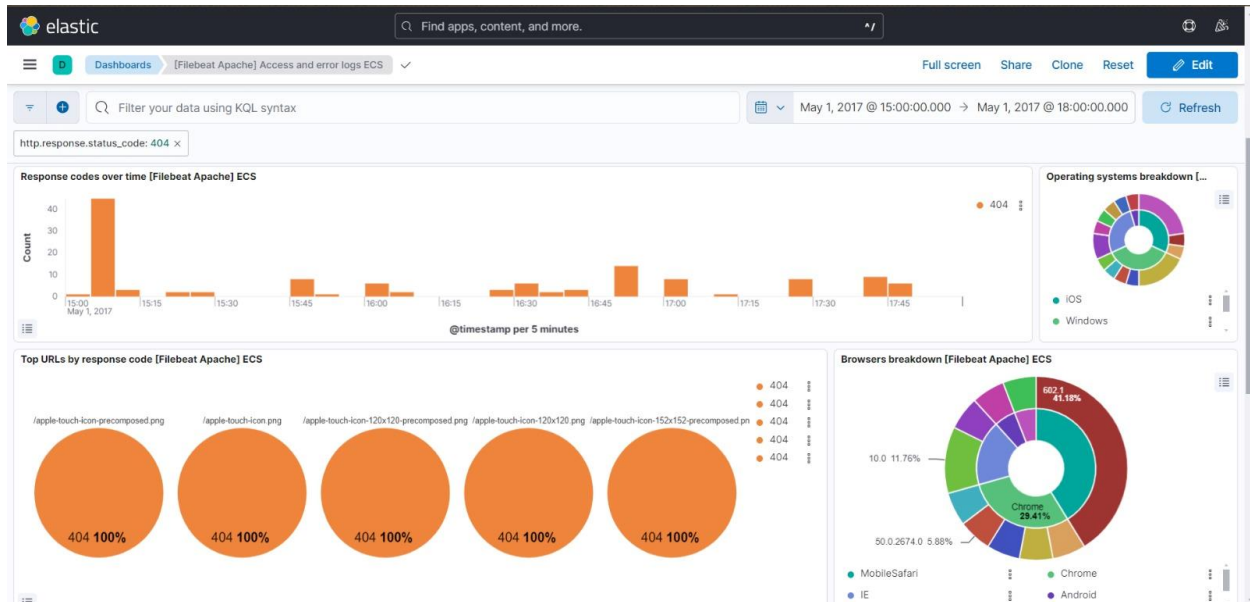 elastic
Find apps, content, and more.
^/
D
Dashboards
[Filebeat Apache] Access and error logs ECS
Full screen
Share
Clone
Reset
Edit
Filter your data using KQL syntax
May 1, 2017 @ 15:00:00.000 → May 1, 2017 @ 18:00:00.000
Refresh
http.response.status_code: 404 ×
Response codes over time [Filebeat Apache] ECS
Count
40
30
20
10
0
15:00
May 1, 2017
15:15
15:30
15:45
16:00
16:15
16:30
16:45
17:00
17:15
17:30
17:45
@timestamp per 5 minutes
404
Operating systems breakdown [...
iOS
Windows
Top URLs by response code [Filebeat Apache] ECS
/apple-touch-icon-precomposed.png
/apple-touch-icon.png
/apple-touch-icon-120x120-precomposed.png
/apple-touch-icon-120x120.png
/apple-touch-icon-152x152-precomposed.pn
404 100%
404 100%
404 100%
404 100%
404 100%
404
404
404
404
404
Browsers breakdown [Filebeat Apache] ECS
602.1
41.18%
10.0 11.76%
Chrome
29.41%
50.0.2674.0 5.88%
MobileSafari
Chrome
IE
Android